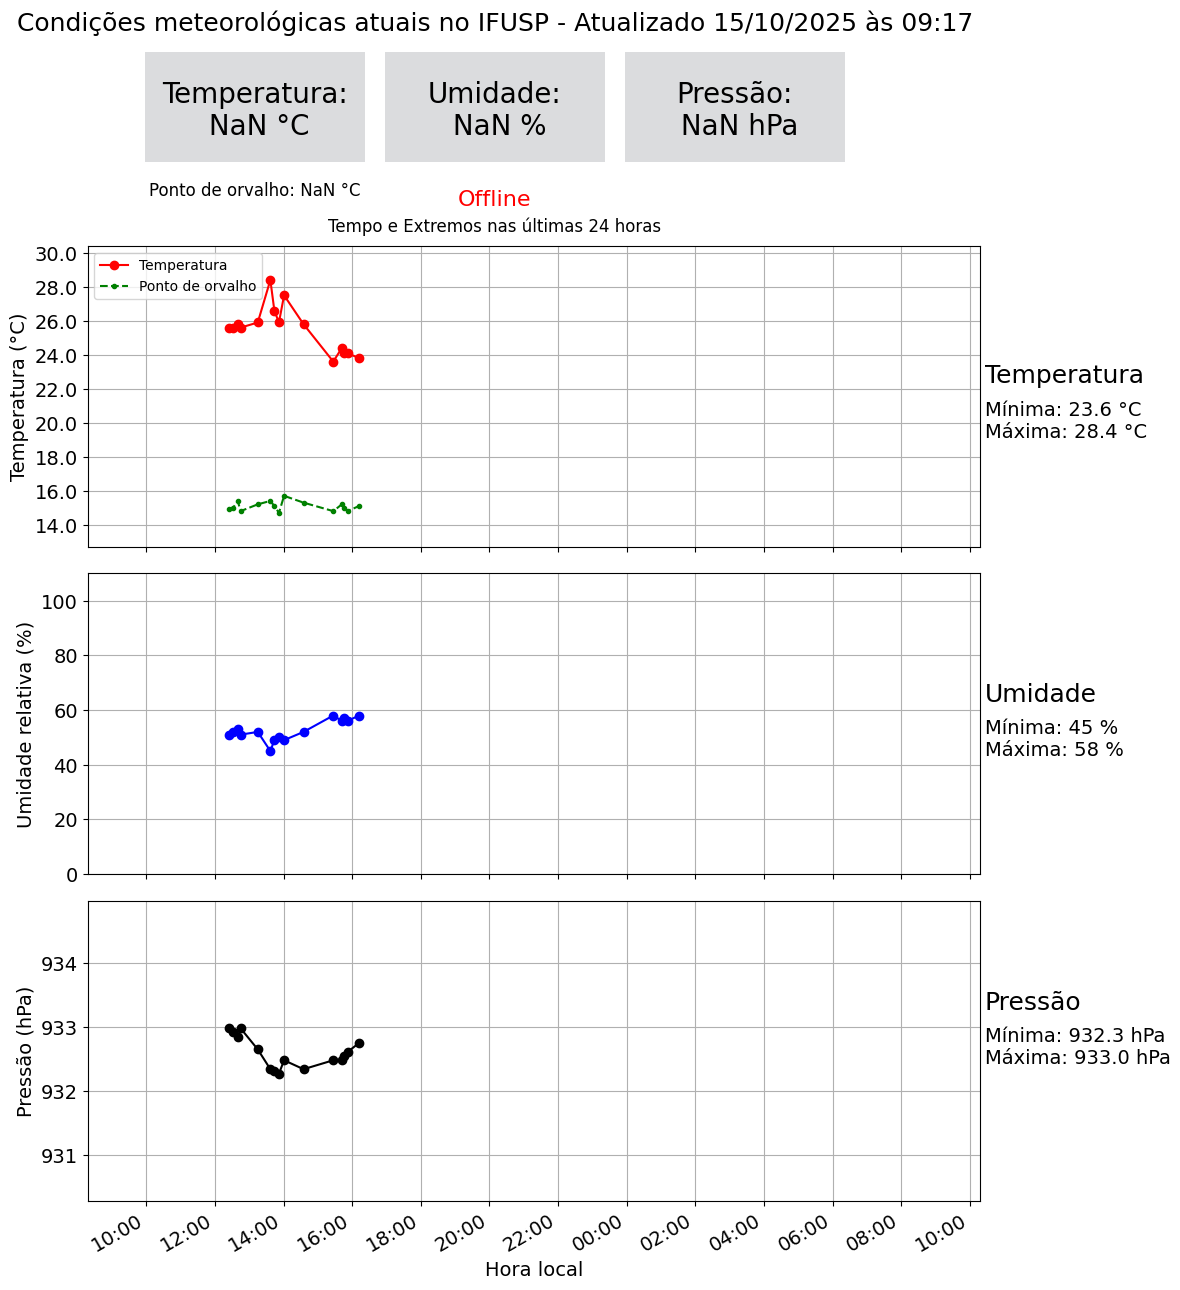 Condições meteorológicas atuais no IFUSP - Atualizado 15/10/2025 às 09:17
Temperatura:
NaN °C
Umidade:
NaN %
Pressão:
NaN hPa
Ponto de orvalho: NaN °C
Offline
Tempo e Extremos nas últimas 24 horas
Temperatura (°C)
30.0
28.0
26.0
24.0
22.0
20.0
18.0
16.0
14.0
Temperatura
Ponto de orvalho
Temperatura
Mínima: 23.6 °C
Máxima: 28.4 °C
Umidade relativa (%)
100
80
60
40
20
0
Umidade
Mínima: 45 %
Máxima: 58 %
Pressão (hPa)
934
933
932
931
Pressão
Mínima: 932.3 hPa
Máxima: 933.0 hPa
10:00
12:00
14:00
16:00
18:00
20:00
22:00
00:00
02:00
04:00
06:00
08:00
10:00
Hora local